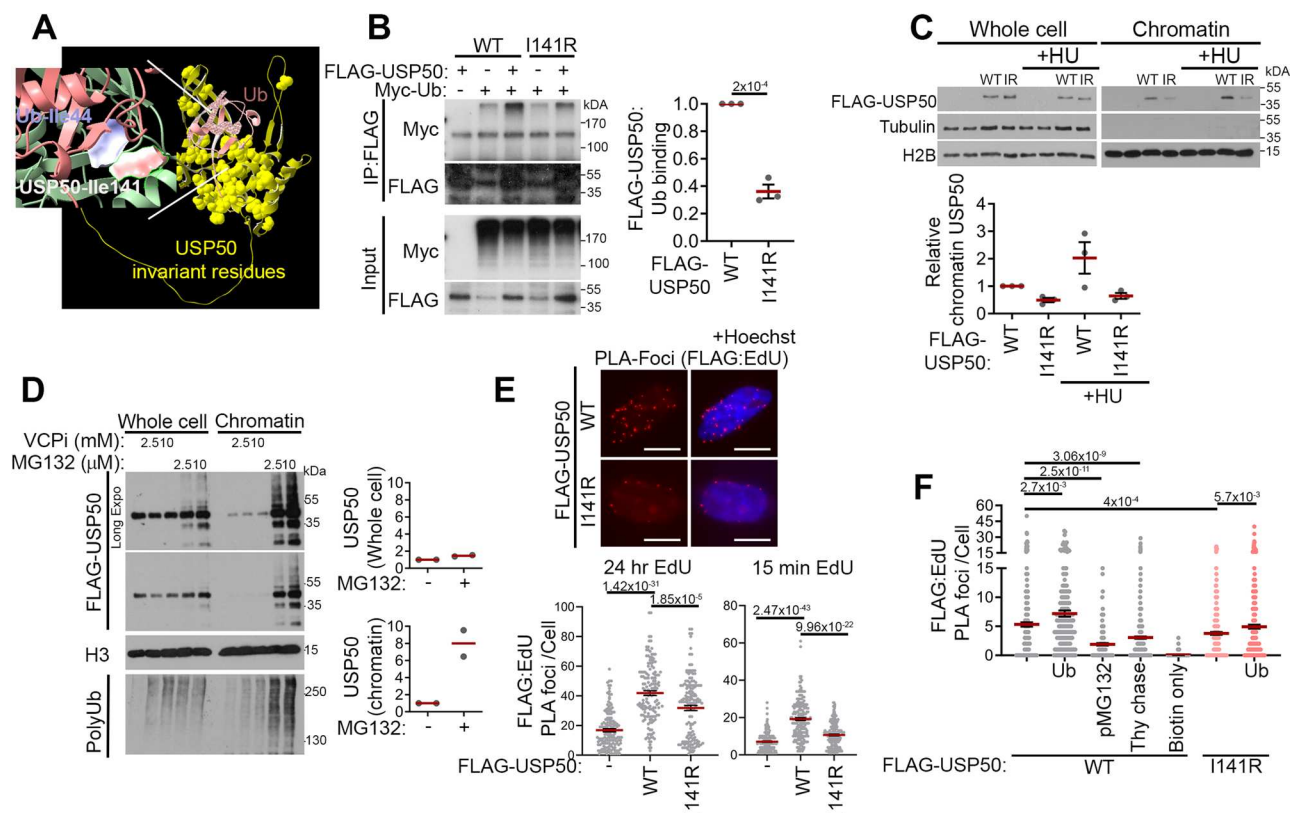 A
Ub-Ile44
USP50-Ile141
Ub
USP50
invariant residues
B
WT I141R
FLAG-USP50: + - + - +
Myc-Ub: - + + + +
kDa
IP:FLAG
Myc
170
100
FLAG
55
35
Input
Myc
170
100
FLAG
55
35
FLAG-USP50:
Ub binding
2x10-4
1.0
0.8
0.6
0.4
0.2
0.0
FLAG-
USP50:
WT
I141R
C
Whole cell Chromatin
+HU +HU
WT IR WT IR WT IR WT IR kDa
FLAG-USP50
55
35
Tubulin
55
35
H2B
15
Relative
chromatin USP50
4
3
2
1
0
FLAG-
USP50:
WT
I141R
WT
I141R
+HU
D
Whole cell Chromatin
VCPi (mM): 2.510 2.510
MG132 (μM): 2.510 2.510
kDa
FLAG-USP50
Long Expo
55
35
55
35
H3
15
PolyUb
250
130
USP50
(Whole cell)
10
8
6
4
2
0
MG132: - +
USP50
(chromatin)
10
8
6
4
2
0
MG132: - +
E
+Hoechst
PLA-Foci (FLAG:EdU)
FLAG-USP50
WT
I141R
24 hr EdU
15 min EdU
FLAG:EdU
PLA foci /Cell
1.42x10-31
1.85x10-5
100
80
60
40
20
0
2.47x10-43
9.96x10-22
80
60
40
20
0
FLAG-USP50: - WT 141R - WT 141R
F
3.06x10-9
2.5x10-11
2.7x10-3
4x10-4
5.7x10-3
FLAG:EdU
PLA foci /Cell
60
50
40
30
20
15
10
5
0
Ub
pMG132
Thy chase
Biotin only
Ub
FLAG-USP50: WT I141R